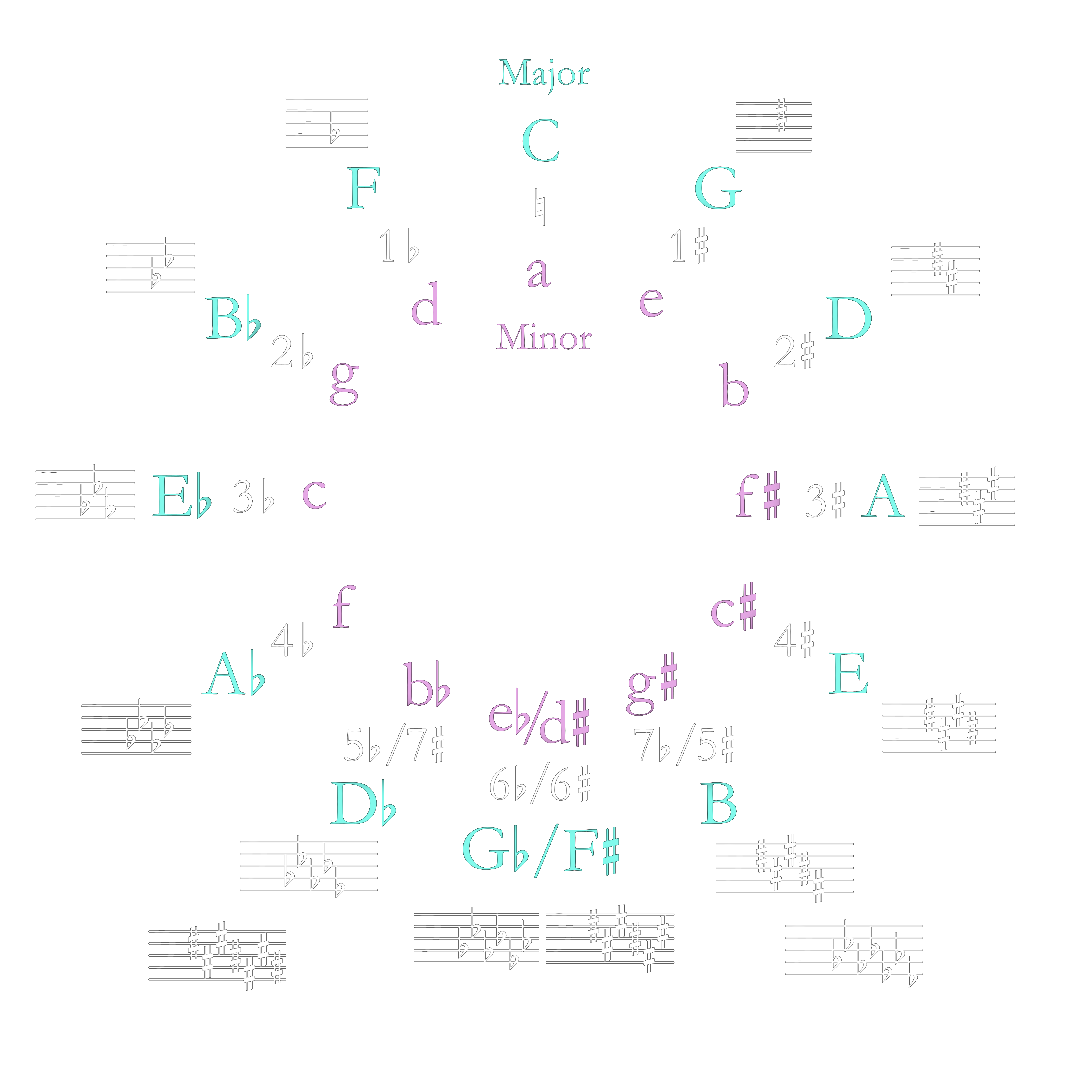 Major
C
F
G
♮
1♭
1♯
a
d
e
Minor
B♭
D
2♭
2♯
g
b
E♭
3♭
c
f♯
3♯
A
f
c♯
4♭
4♯
A♭
E
b♭
g♯
e♭/d♯
5♭/7♯
7♭/5♯
6♭/6♯
D♭
B
G♭/F♯